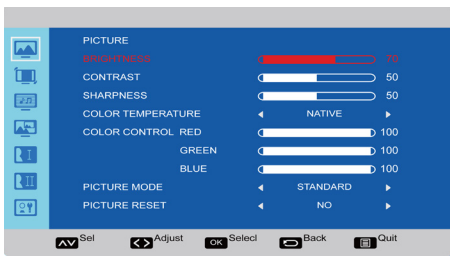 PICTURE
BRIGHTNESS 70
CONTRAST 50
SHARPNESS 50
COLOR TEMPERATURE NATIVE
COLOR CONTROL RED 100
GREEN 100
BLUE 100
PICTURE MODE STANDARD
PICTURE RESET NO
Sel Adjust OK Selecl Back Quit